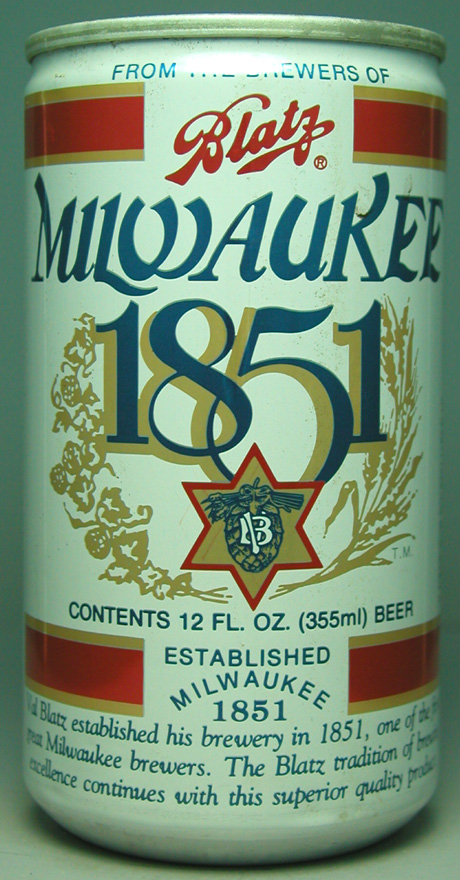 FROM THE BREWERS OF
Blatz®
MILWAUKEE
1851
B
T.M.
CONTENTS 12 FL. OZ. (355ml) BEER
ESTABLISHED
MILWAUKEE
1851
Val Blatz established his brewery in 1851, one of the
great Milwaukee brewers. The Blatz tradition of
excellence continues with this superior quality